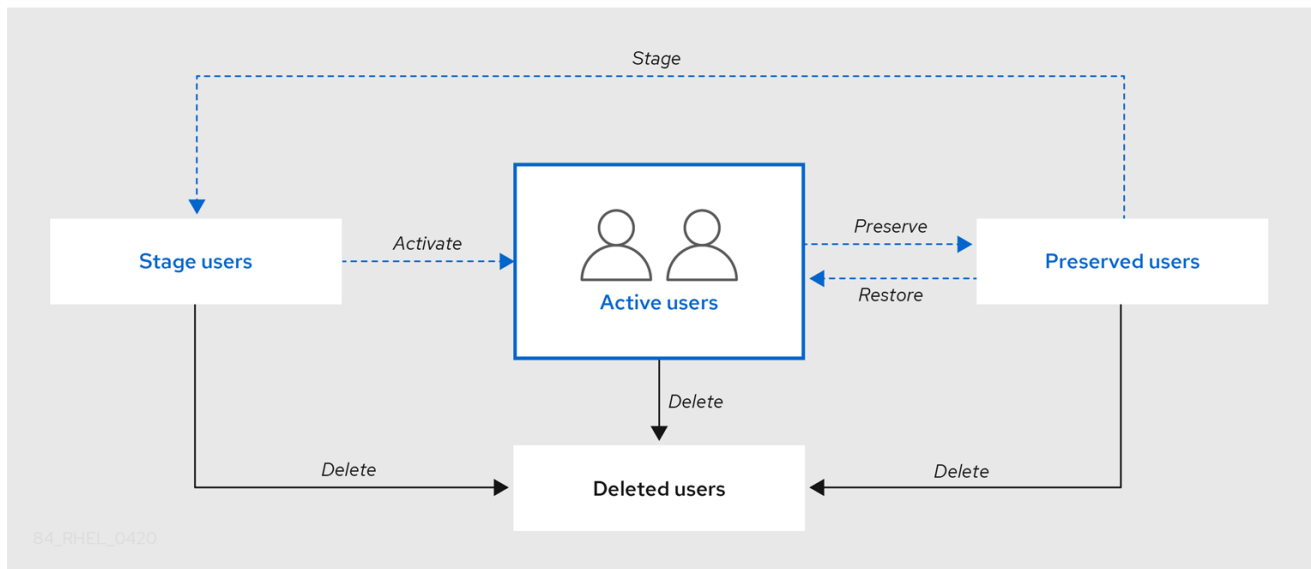 Stage
Stage users
Activate
Active users
Preserve
Restore
Preserved users
Delete
Delete
Deleted users
Delete
84_RHEL_0420